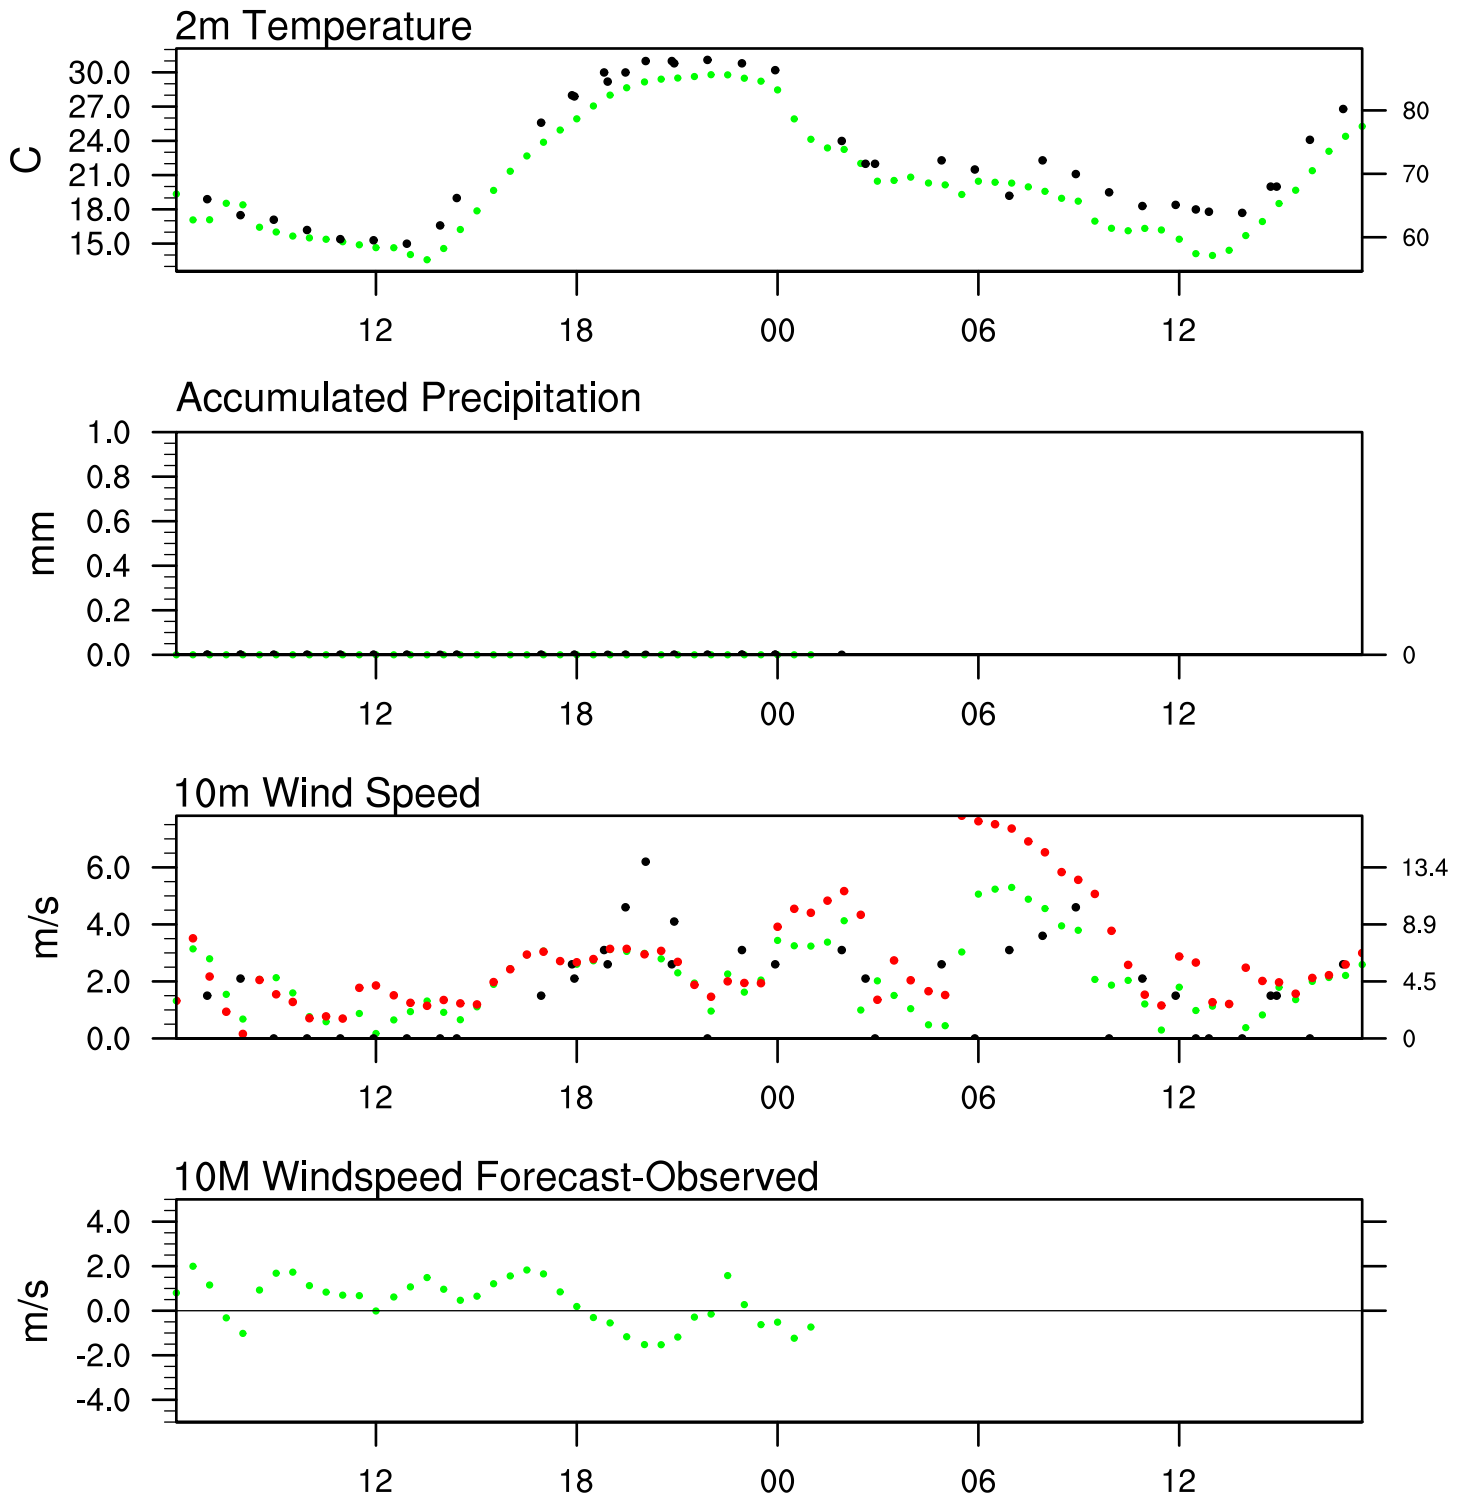 2m Temperature
30.0
27.0
24.0
21.0
18.0
15.0
C
80
70
60
12 18 00 06 12
Accumulated Precipitation
1.0
0.8
0.6
0.4
0.2
0.0
mm
0
12 18 00 06 12
10m Wind Speed
6.0
4.0
2.0
0.0
m/s
13.4
8.9
4.5
0
12 18 00 06 12
10M Windspeed Forecast-Observed
4.0
2.0
0.0
-2.0
-4.0
m/s
12 18 00 06 12